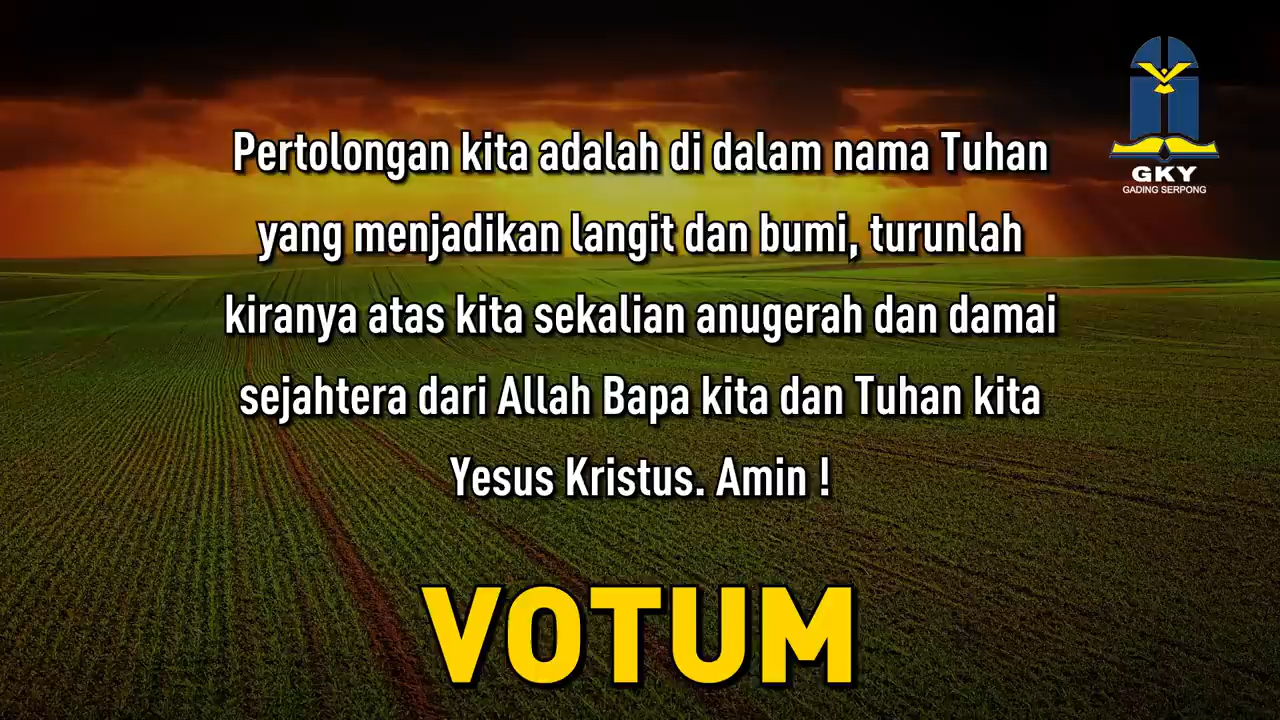 Pertolongan kita adalah di dalam nama Tuhan
yang menjadikan langit dan bumi, turunlah
kiranya atas kita sekalian anugerah dan damai
sejahtera dari Allah Bapa kita dan Tuhan kita
Yesus Kristus. Amin !
VOTUM
GKY
GADING SERPONG